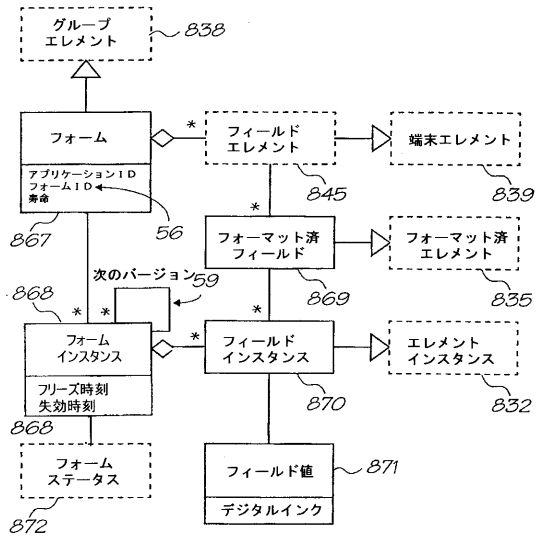 グループ
エレメント
838
フォーム
アプリケーションID
フォームID
寿命
867
56
*
フィールド
エレメント
845
端末エレメント
839
*
フォーマット済
フィールド
869
フォーマット済
エレメント
835
次のバージョン
59
868
*
*
フォーム
インスタンス
フリーズ時刻
失効時刻
868
*
*
フィールド
インスタンス
870
エレメント
インスタンス
832
フォーム
ステータス
872
フィールド値
デジタルインク
871